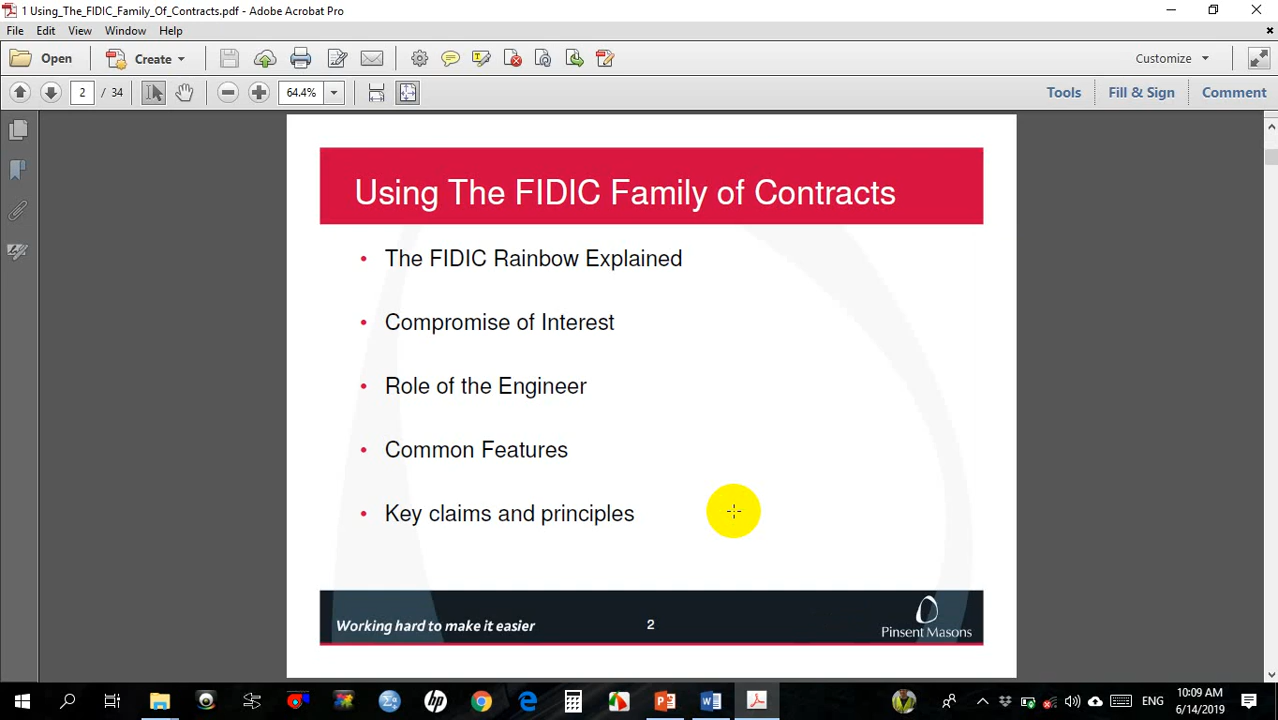 1 Using_The_FIDIC_Family_Of_Contracts.pdf - Adobe Acrobat Pro
File Edit View Window Help
Open Create Customize
2 / 34 64.4% Tools Fill & Sign Comment
Using The FIDIC Family of Contracts
• The FIDIC Rainbow Explained
• Compromise of Interest
• Role of the Engineer
• Common Features
• Key claims and principles
Working hard to make it easier 2 Pinsent Masons
ENG 10:09 AM
6/14/2019